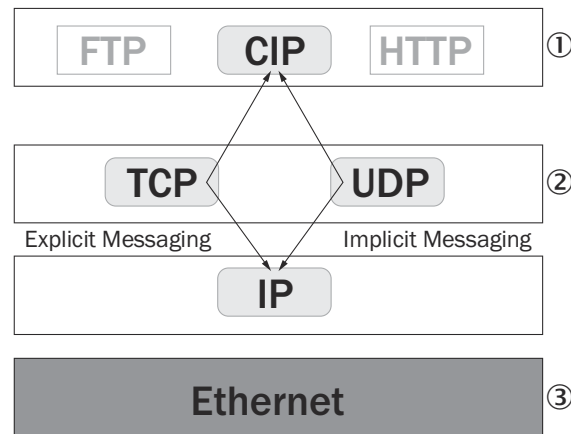 FTP CIP HTTP ①
TCP UDP ②
Explicit Messaging Implicit Messaging
IP
Ethernet ③